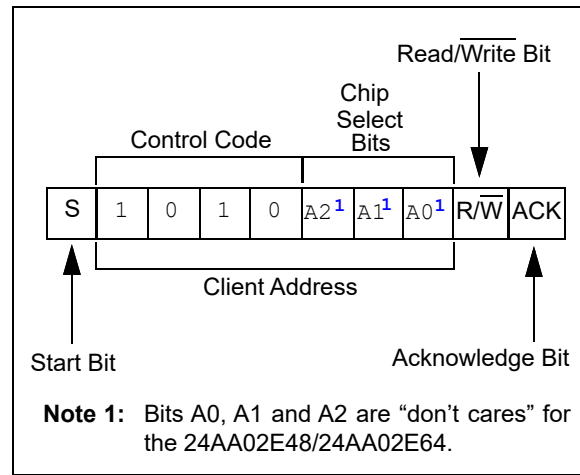 Read/Write Bit
Chip
Select
Bits
Control Code
S 1 0 1 0 A2¹ A1¹ A0¹ R/W ACK
Client Address
Start Bit
Acknowledge Bit
Note 1: Bits A0, A1 and A2 are “don’t cares” for
the 24AA02E48/24AA02E64.